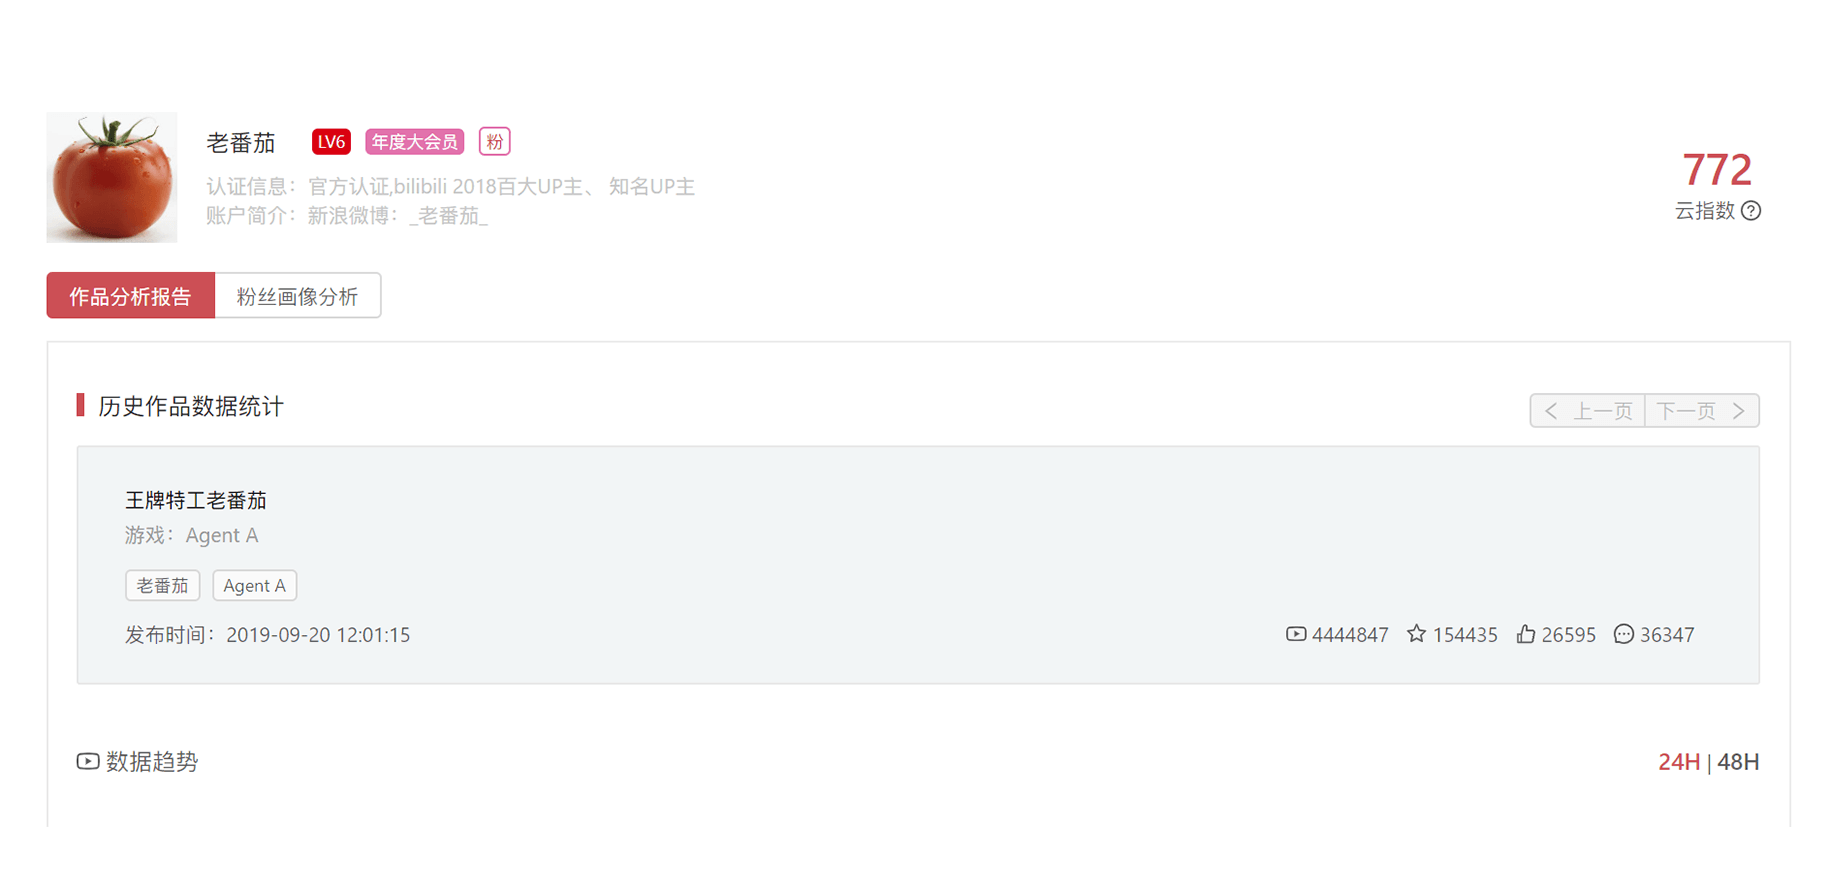 老番茄 LV6 年度大会员 粉
认证信息：官方认证,bilibili 2018百大UP主、 知名UP主
账户简介：新浪微博：_老番茄_
772
云指数 ?
作品分析报告 粉丝画像分析
历史作品数据统计
< 上一页 下一页 >
王牌特工老番茄
游戏：Agent A
老番茄 Agent A
发布时间：2019-09-20 12:01:15
4444847 154435 26595 36347
数据趋势
24H | 48H